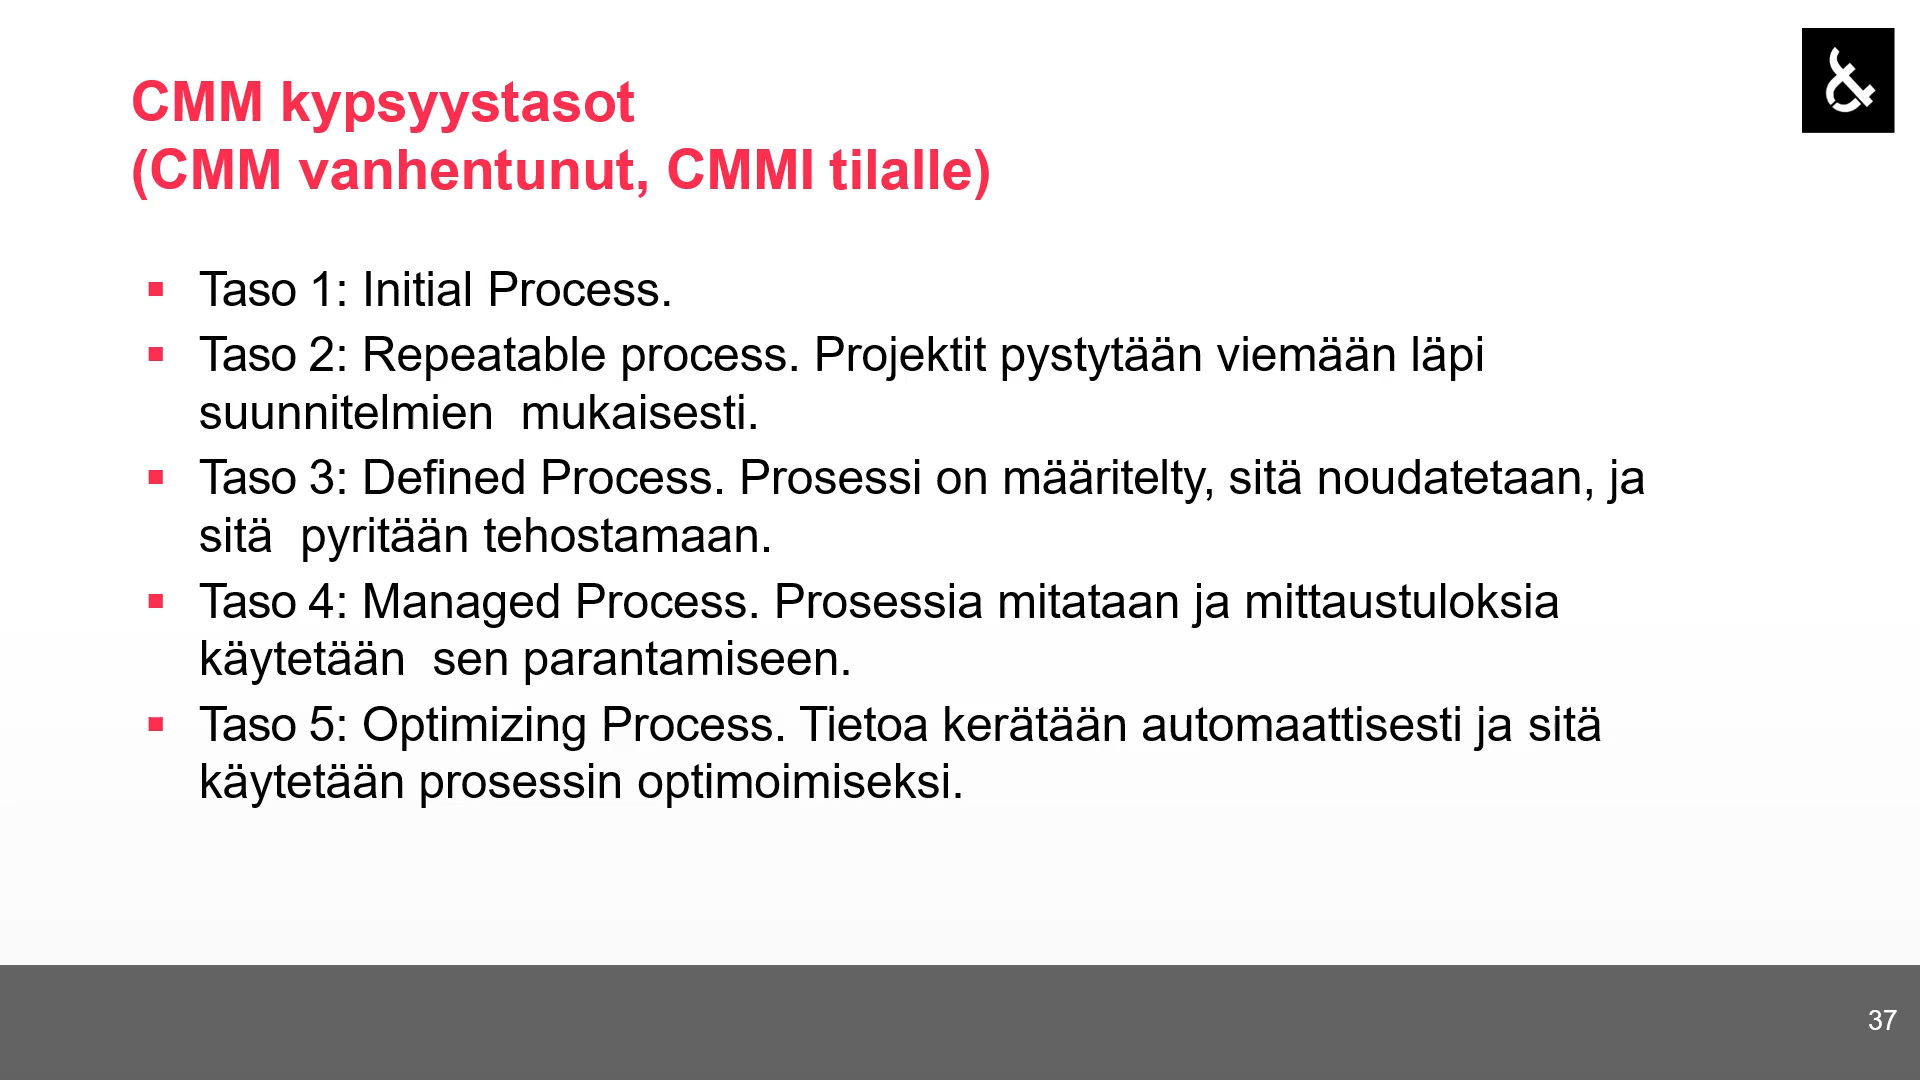 CMM kypsyystasot
(CMM vanhentunut, CMMI tilalle)
&
▪ Taso 1: Initial Process.
▪ Taso 2: Repeatable process. Projektit pystytään viemään läpi
suunnitelmien  mukaisesti.
▪ Taso 3: Defined Process. Prosessi on määritelty, sitä noudatetaan, ja
sitä  pyritään tehostamaan.
▪ Taso 4: Managed Process. Prosessia mitataan ja mittaustuloksia
käytetään  sen parantamiseen.
▪ Taso 5: Optimizing Process. Tietoa kerätään automaattisesti ja sitä
käytetään prosessin optimoimiseksi.
37